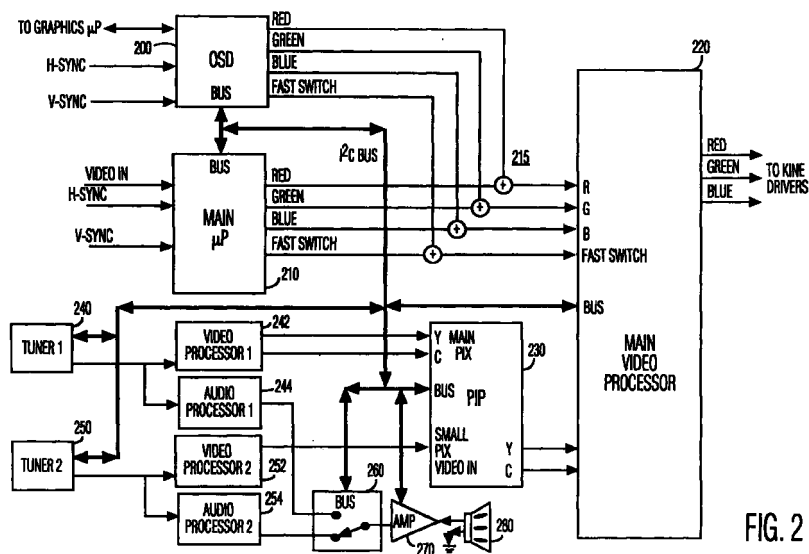 TO GRAPHICS μP
200
H-SYNC
V-SYNC
OSD
BUS
RED
GREEN
BLUE
FAST SWITCH
I²C BUS
215
220
VIDEO IN
H-SYNC
V-SYNC
BUS
MAIN
μP
210
RED
GREEN
BLUE
FAST SWITCH
R
G
B
FAST SWITCH
BUS
MAIN
VIDEO
PROCESSOR
RED
GREEN
BLUE
TO KINE
DRIVERS
240
TUNER 1
242
VIDEO
PROCESSOR 1
244
AUDIO
PROCESSOR 1
250
TUNER 2
VIDEO
PROCESSOR 2
252
254
AUDIO
PROCESSOR 2
230
Y MAIN
C PIX
BUS
PIP
SMALL
PIX
VIDEO IN
Y
C
Y
C
260
BUS
AMP
270
280
FIG. 2